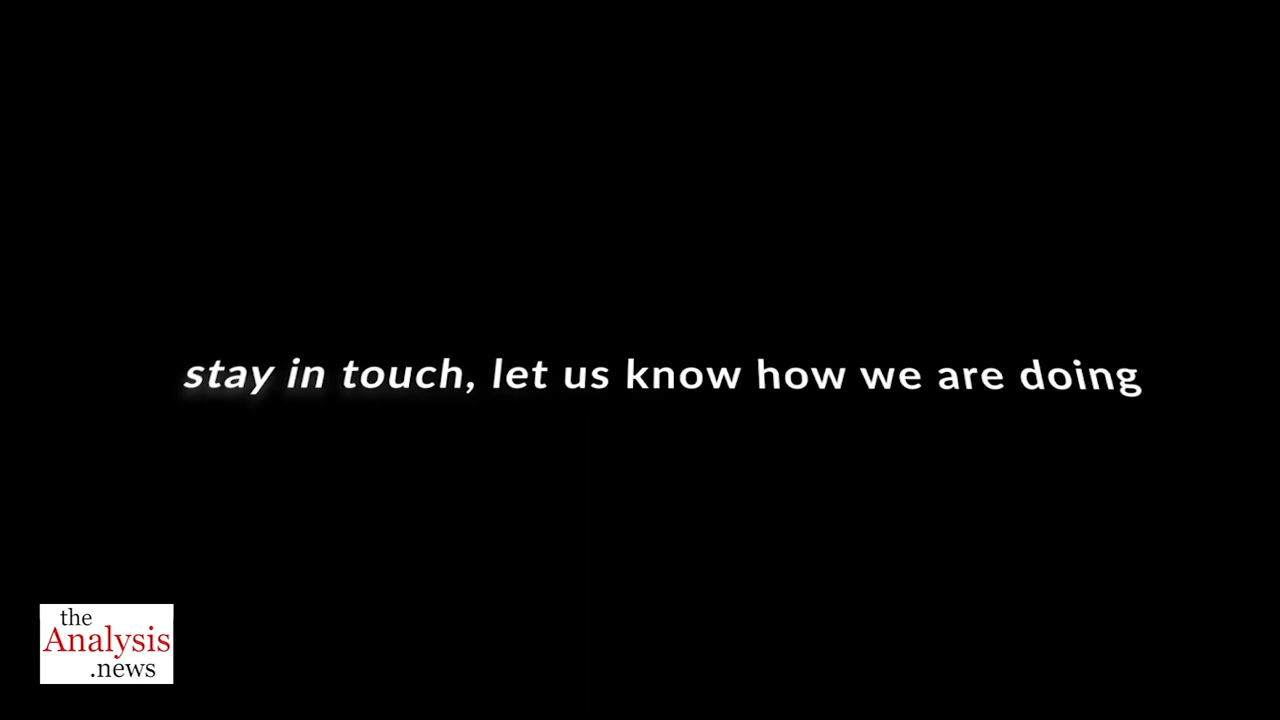 stay in touch, let us know how we are doing
the
Analysis
.news